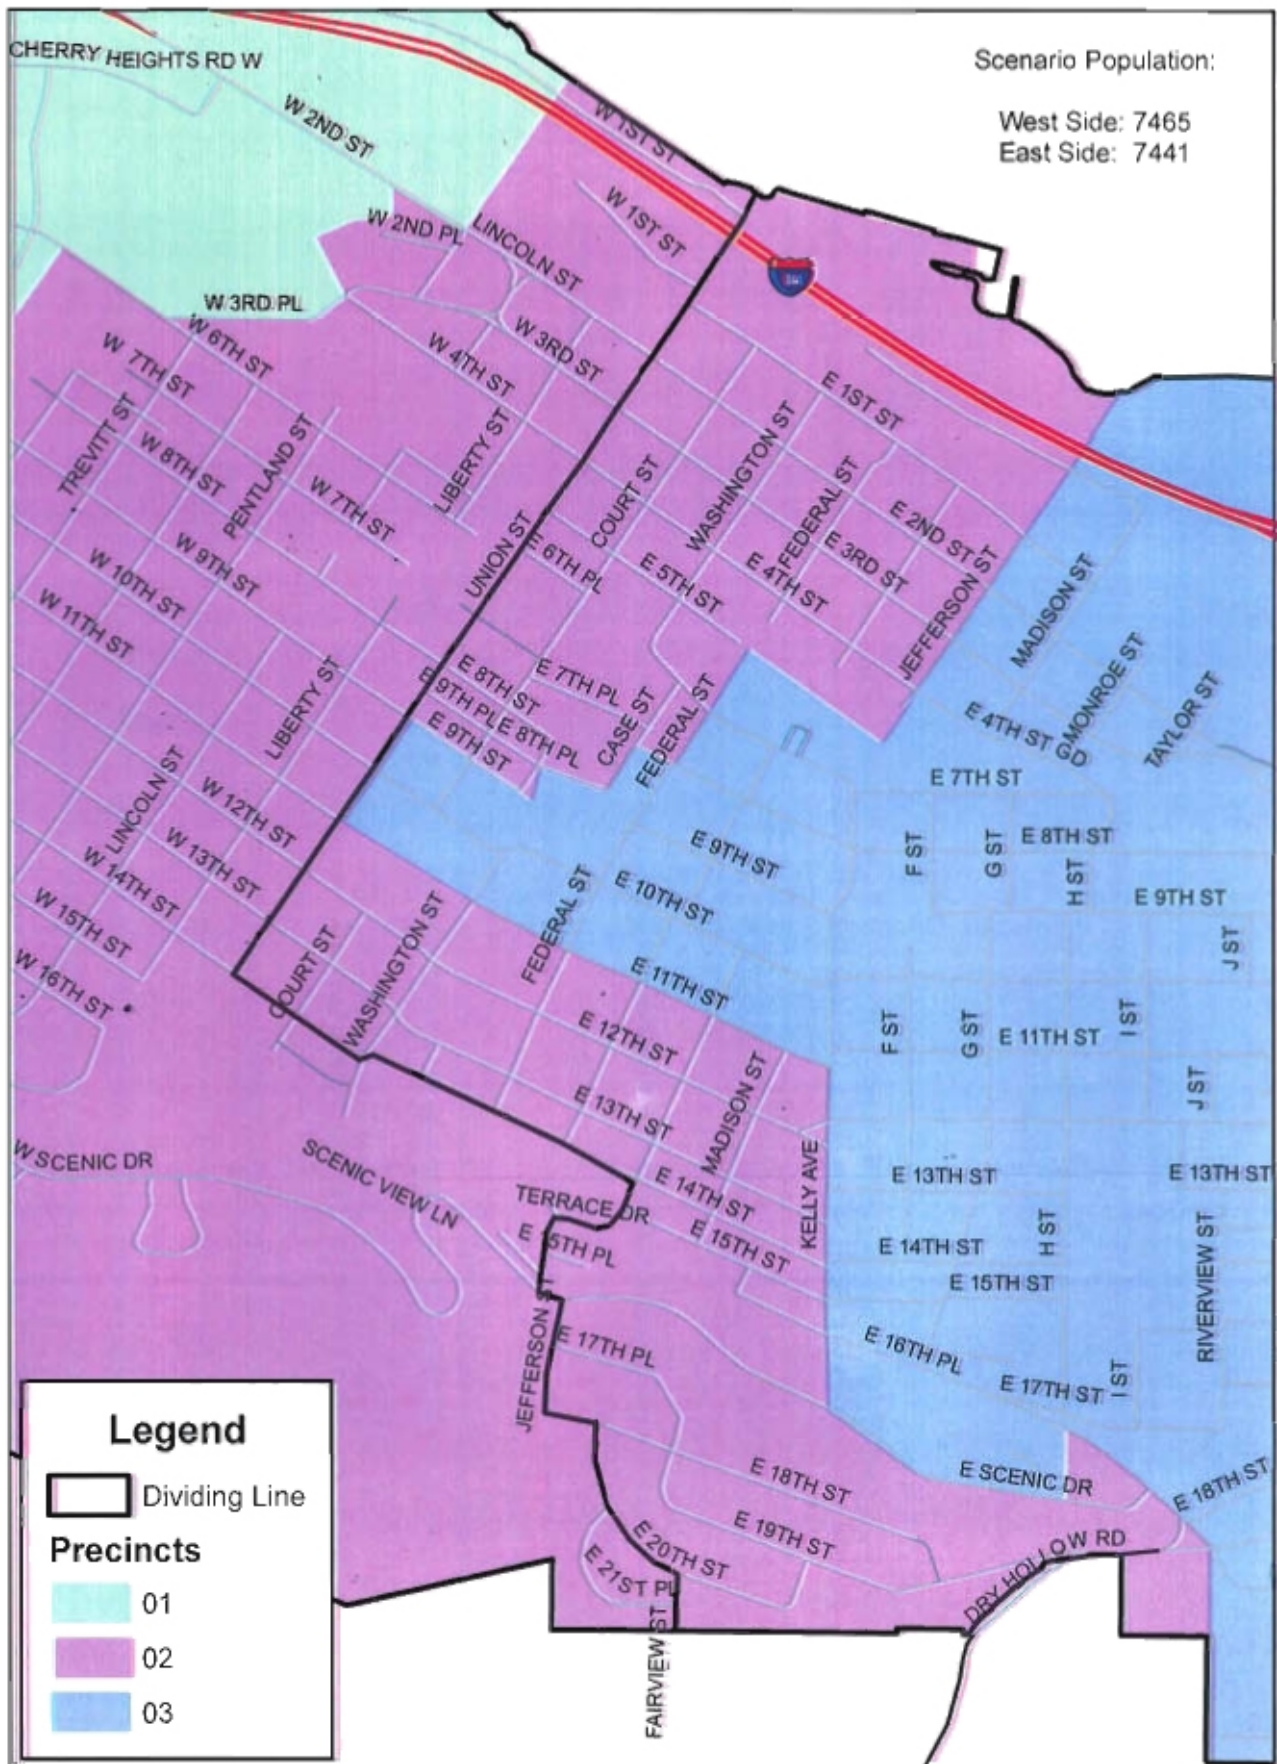 CHERRY HEIGHTS RD W
Scenario Population:
West Side: 7465
East Side: 7441
W 2ND ST
W 1ST ST
W 1ST ST
W 2ND PL
LINCOLN ST
W 3RD PL
W 6TH ST
W 3RD ST
W 4TH ST
W 7TH ST
E 1ST ST
TREVITT ST
W 8TH ST
PENTLAND ST
LIBERTY ST
W 7TH ST
COURT ST
WASHINGTON ST
FEDERAL ST
E 2ND ST
UNION ST
E 6TH PL
E 5TH ST
E 4TH ST
E 3RD ST
JEFFERSON ST
W 9TH ST
W 10TH ST
W 11TH ST
MADISON ST
MONROE ST
TAYLOR ST
E 8TH ST
E 7TH PL
E 9TH PL
E 8TH PL
E 9TH ST
CASE ST
FEDERAL ST
E 4TH ST GD
G
LIBERTY ST
LINCOLN ST
W 12TH ST
W 13TH ST
W 14TH ST
W 15TH ST
W 16TH ST
E 7TH ST
F ST
G ST
E 8TH ST
H ST
E 9TH ST
J ST
E 9TH ST
E 10TH ST
FEDERAL ST
E 11TH ST
COURT ST
WASHINGTON ST
F ST
G ST
E 11TH ST
I ST
J ST
E 12TH ST
E 13TH ST
MADISON ST
KELLY AVE
E 13TH ST
E 13TH ST
W SCENIC DR
SCENIC VIEW LN
TERRACE DR
E 14TH ST
E 15TH ST
E 15TH PL
E 14TH ST
H ST
E 15TH ST
RIVERVIEW ST
JEFFERSON ST
E 17TH PL
E 16TH PL
E 17TH ST
I ST
E 18TH ST
E SCENIC DR
E 18TH ST
E 19TH ST
E 20TH ST
E 21ST PL
DRY HOLLOW RD
FAIRVIEW ST
Legend
Dividing Line
Precincts
01
02
03